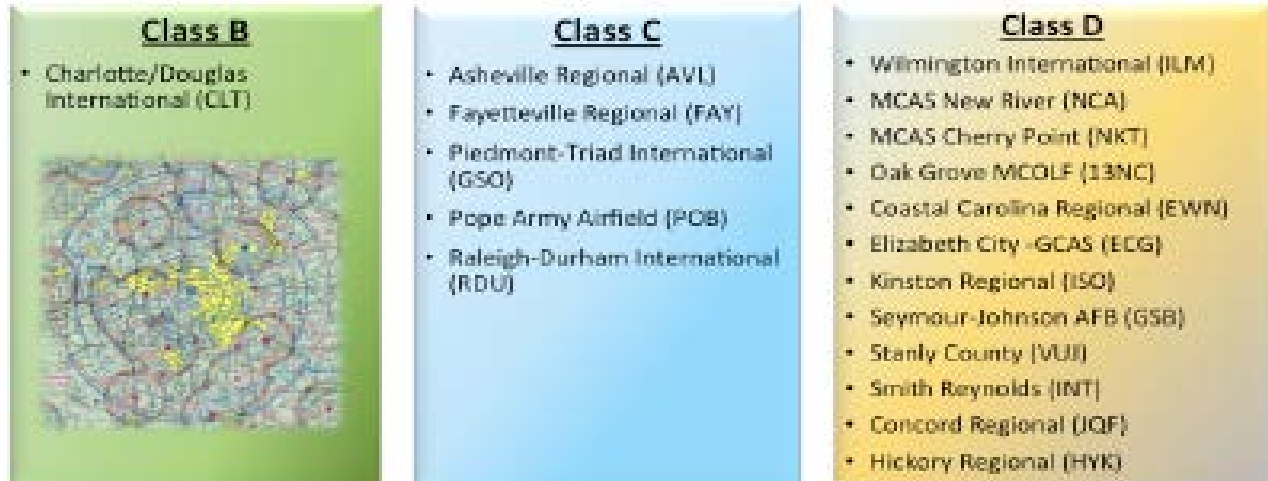 Class B
• Charlotte/Douglas
International (CLT)
Class C
• Asheville Regional (AVL)
• Fayetteville Regional (FAY)
• Piedmont-Triad International
(GSO)
• Pope Army Airfield (POB)
• Raleigh-Durham International
(RDU)
Class D
• Wilmington International (ILM)
• MCAS New River (NCA)
• MCAS Cherry Point (NKT)
• Oak Grove MCOLF (13NC)
• Coastal Carolina Regional (EWN)
• Elizabeth City -GCAS (ECG)
• Kinston Regional (ISO)
• Seymour-Johnson AFB (GSB)
• Stanly County (VUJ)
• Smith Reynolds (INT)
• Concord Regional (JQF)
• Hickory Regional (HYK)